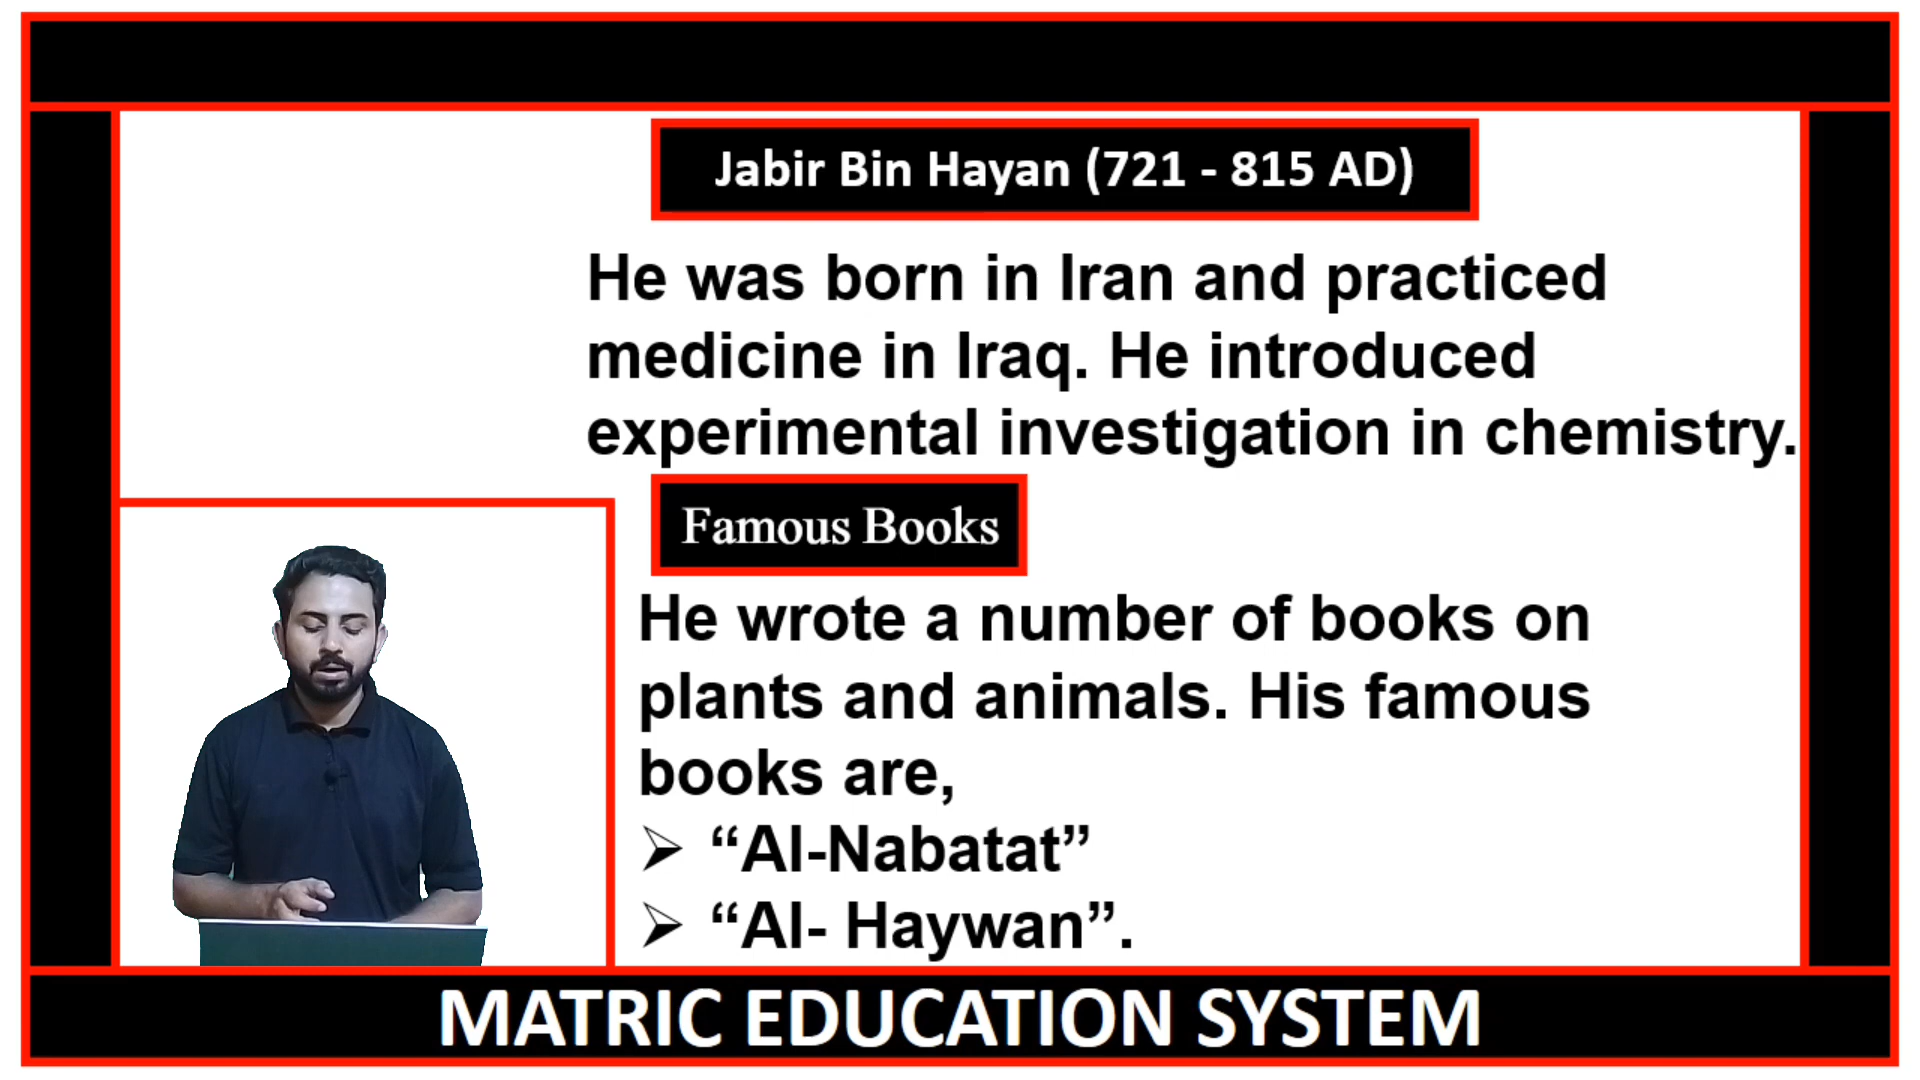 Jabir Bin Hayan (721 - 815 AD)
He was born in Iran and practiced
medicine in Iraq. He introduced
experimental investigation in chemistry.
Famous Books
He wrote a number of books on
plants and animals. His famous
books are,
➢ “Al-Nabatat”
➢ “Al- Haywan”.
MATRIC EDUCATION SYSTEM